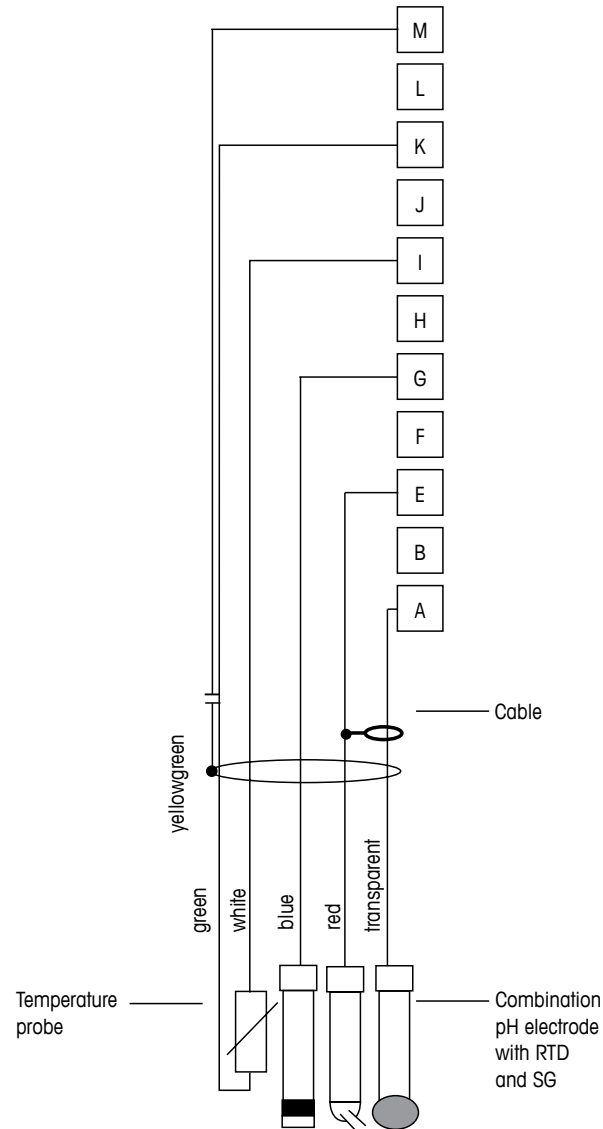 M
L
K
J
I
H
G
F
E
B
A
Cable
yellowgreen
green
white
blue
red
transparent
Temperature
probe
Combination
pH electrode
with RTD
and SG